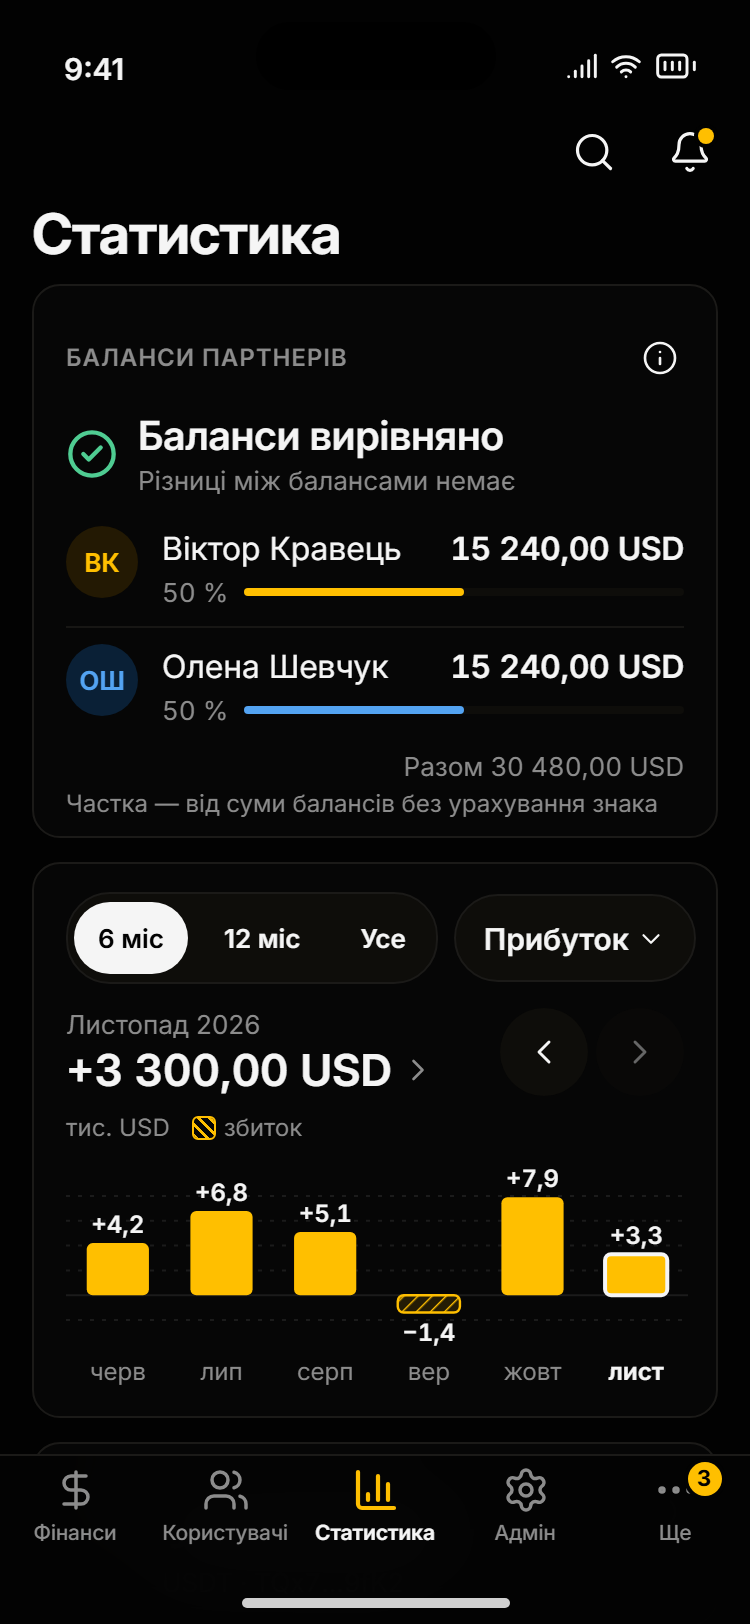 9:41
Статистика
БАЛАНСИ ПАРТНЕРІВ
Баланси вирівняно
Різниці між балансами немає
ВК
Віктор Кравець
15 240,00 USD
50 %
ОШ
Олена Шевчук
15 240,00 USD
50 %
Разом 30 480,00 USD
Частка — від суми балансів без урахування знака
6 міс
12 міс
Усе
Прибуток
Листопад 2026
+3 300,00 USD
тис. USD
збиток
+4,2
+6,8
+5,1
−1,4
+7,9
+3,3
черв
лип
серп
вер
жовт
лист
Фінанси
Користувачі
Статистика
Адмін
3
Ще